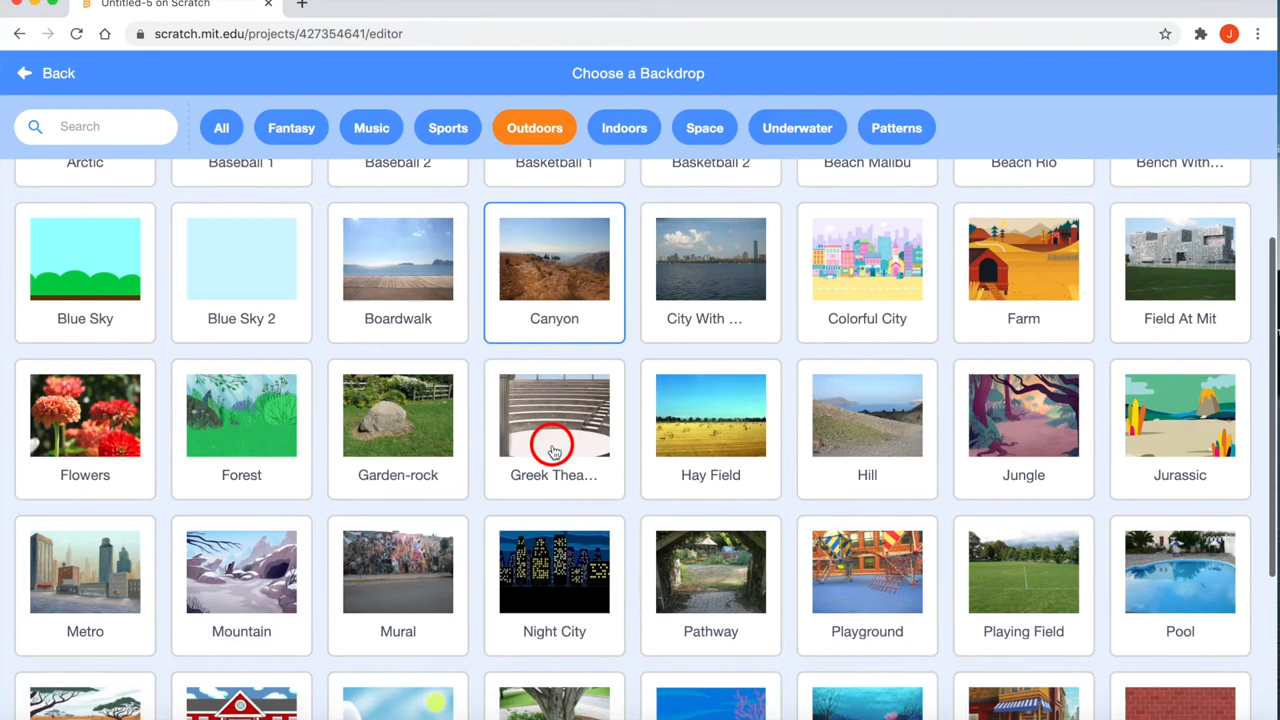 Untitled-5 on Scratch
scratch.mit.edu/projects/427354641/editor
J
Back
Choose a Backdrop
Search
All
Fantasy
Music
Sports
Outdoors
Indoors
Space
Underwater
Patterns
Arctic
Baseball 1
Baseball 2
Basketball 1
Basketball 2
Beach Malibu
Beach Rio
Bench With...
Blue Sky
Blue Sky 2
Boardwalk
Canyon
City With ...
Colorful City
Farm
Field At Mit
Flowers
Forest
Garden-rock
Greek Thea...
Hay Field
Hill
Jungle
Jurassic
Metro
Mountain
Mural
Night City
Pathway
Playground
Playing Field
Pool